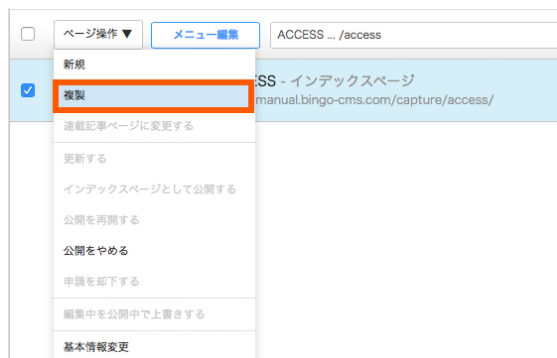 ページ操作 ▼ メニュー編集 ACCESS ... /access
新規
ESS - インデックスページ
複製
manual.bingo-cms.com/capture/access/
連載記事ページに変更する
更新する
インデックスページとして公開する
公開を再開する
公開をやめる
申請を却下する
編集中を公開中で上書きする
基本情報変更